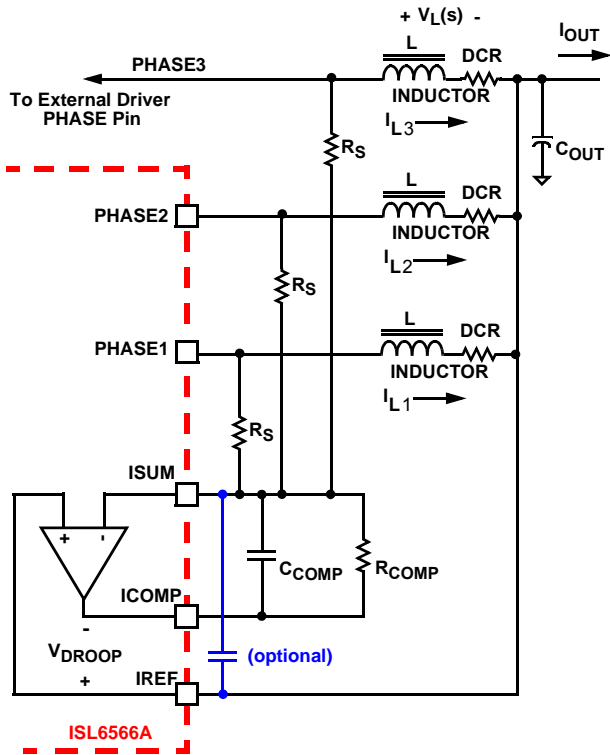 + VL(s) -
IOUT
L
DCR
PHASE3
INDUCTOR
To External Driver
PHASE Pin
IL3
COUT
RS
L
DCR
PHASE2
INDUCTOR
IL2
RS
L
DCR
PHASE1
INDUCTOR
IL1
RS
ISUM
+ -
CCOMP
RCOMP
ICOMP
-
VDROOP
(optional)
+
IREF
ISL6566A